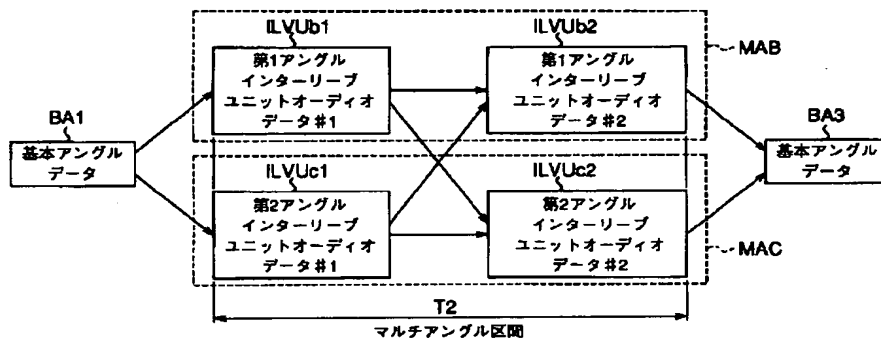 ILVUb1
ILVUb2
第1アングル
インターリーブ
ユニットオーディオ
データ#1
第1アングル
インターリーブ
ユニットオーディオ
データ#2
MAB
BA1
基本アングル
データ
BA3
基本アングル
データ
ILVUc1
ILVUc2
第2アングル
インターリーブ
ユニットオーディオ
データ#1
第2アングル
インターリーブ
ユニットオーディオ
データ#2
MAC
T2
マルチアングル区間